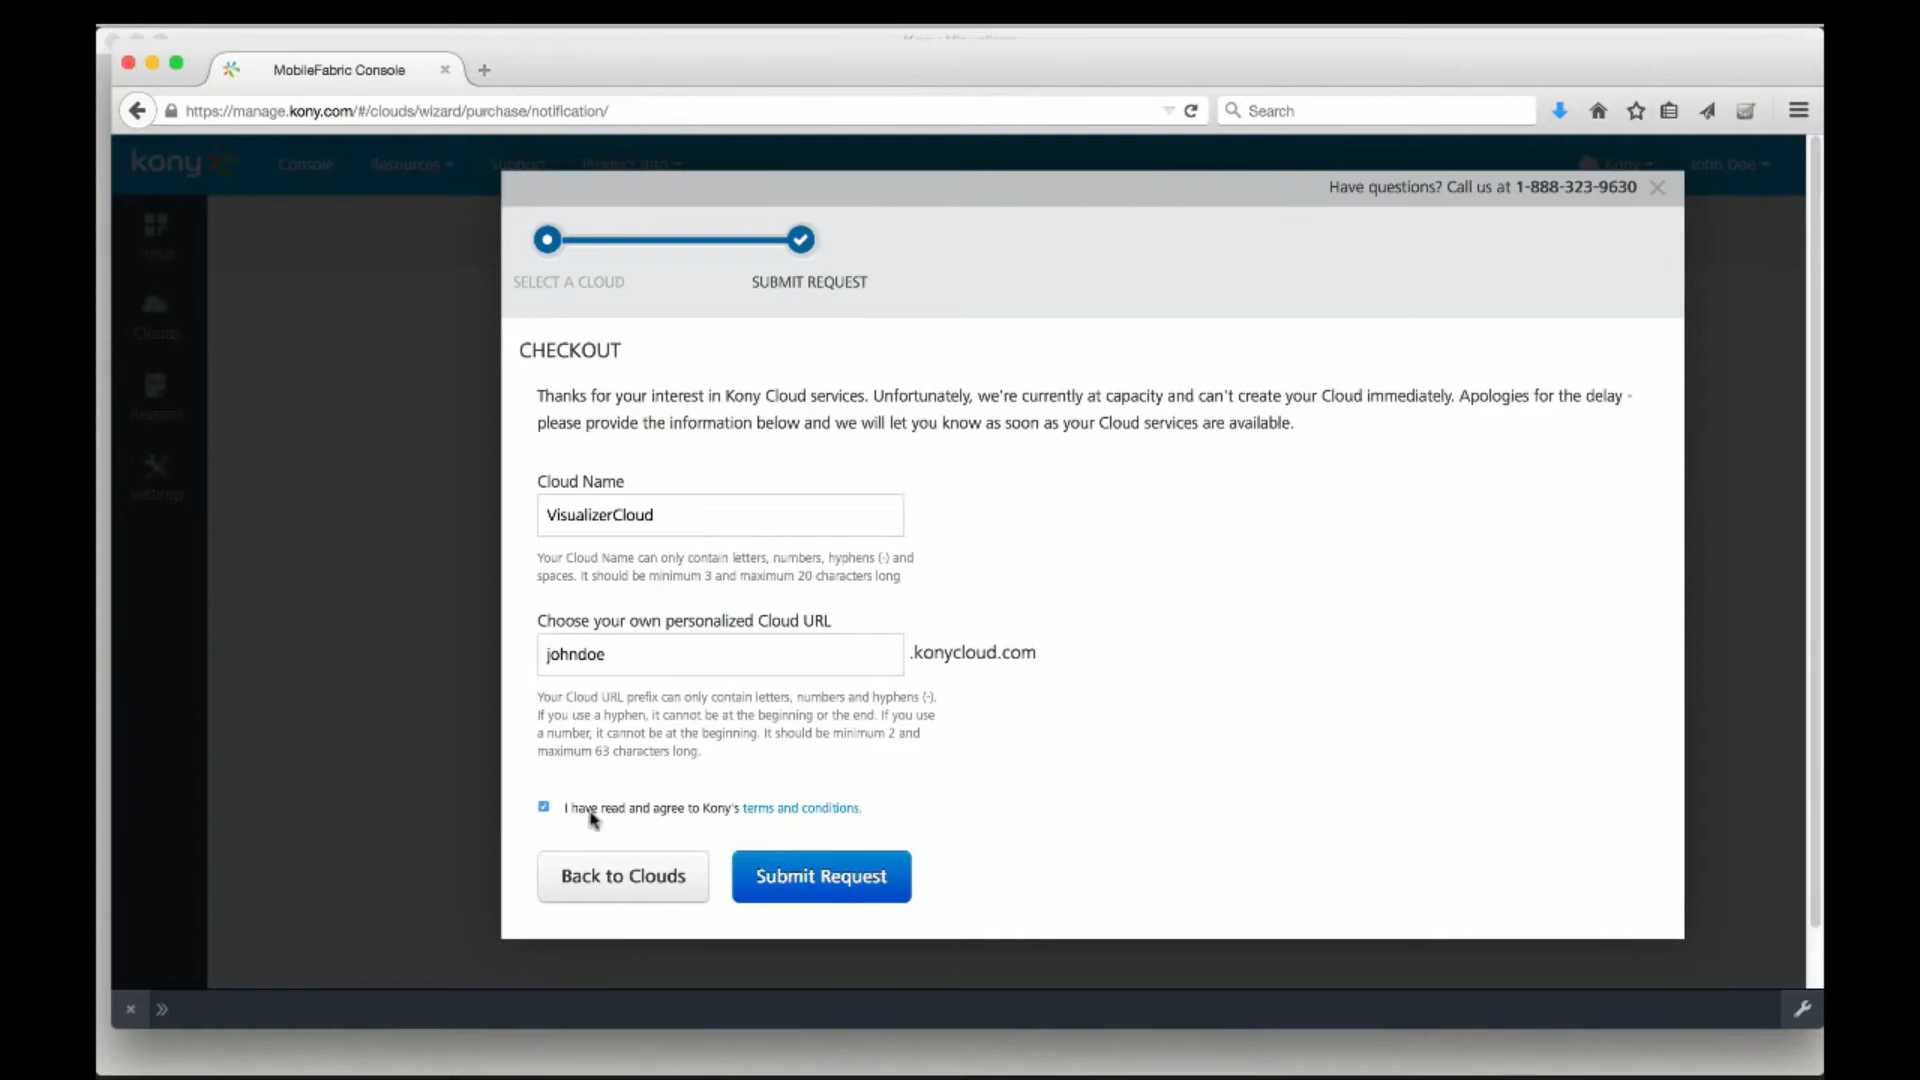 MobileFabric Console
https://manage.kony.com/#/clouds/wizard/purchase/notification/
Search
kony
Console
Resources
Support
Product Info
Kony
John Doe
Have questions? Call us at 1-888-323-9630
SELECT A CLOUD
SUBMIT REQUEST
Clouds
Reports
Settings
CHECKOUT
Thanks for your interest in Kony Cloud services. Unfortunately, we're currently at capacity and can't create your Cloud immediately. Apologies for the delay -
please provide the information below and we will let you know as soon as your Cloud services are available.
Cloud Name
VisualizerCloud
Your Cloud Name can only contain letters, numbers, hyphens (-) and
spaces. It should be minimum 3 and maximum 20 characters long
Choose your own personalized Cloud URL
johndoe
.konycloud.com
Your Cloud URL prefix can only contain letters, numbers and hyphens (-).
If you use a hyphen, it cannot be at the beginning or the end. If you use
a number, it cannot be at the beginning. It should be minimum 2 and
maximum 63 characters long.
I have read and agree to Kony's terms and conditions.
Back to Clouds
Submit Request